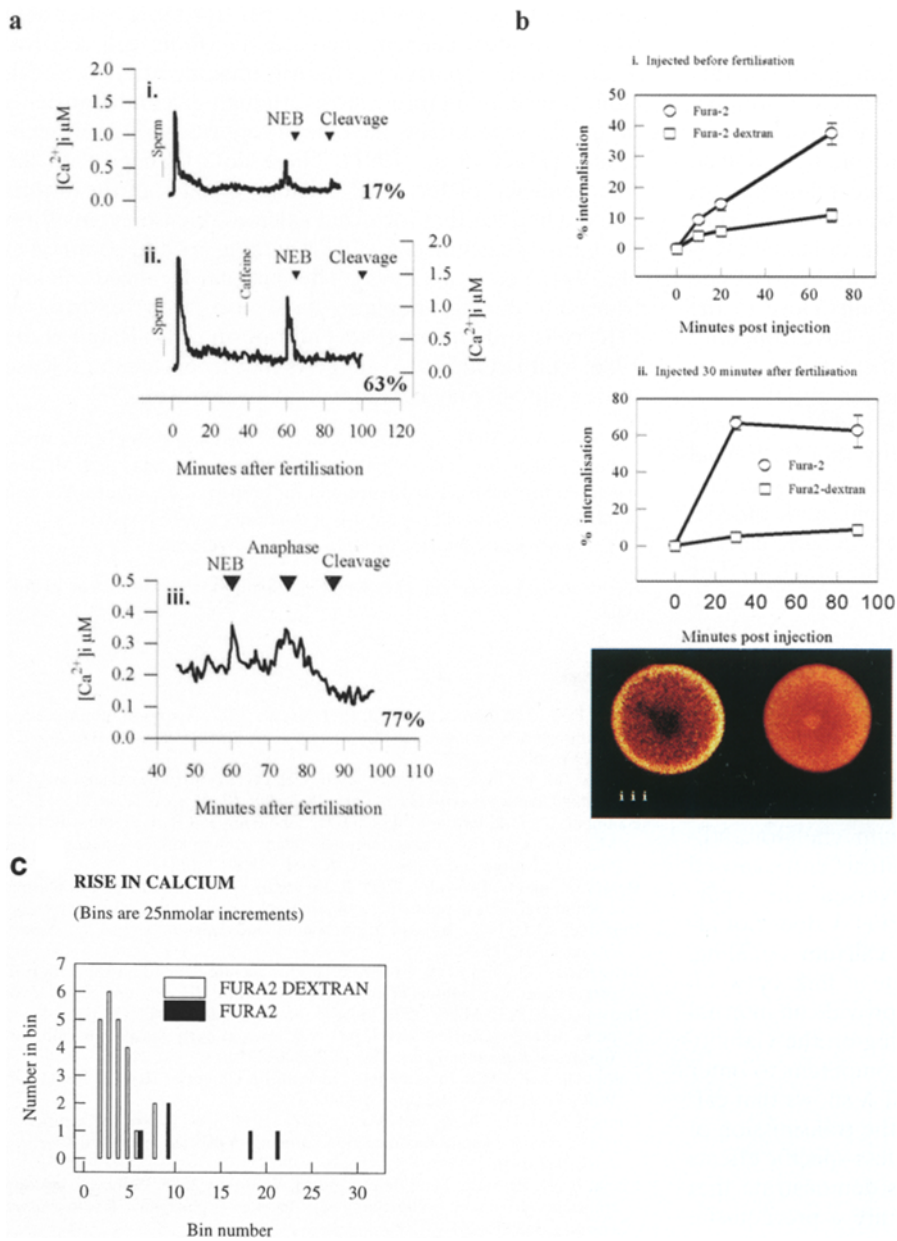 a
2.0
1.5
1.0
0.5
0.0
[Ca2+]i µM
i.
Sperm
NEB Cleavage
17%
ii.
Sperm
Caffeine
NEB Cleavage
2.0
1.5
1.0
0.5
0.0
[Ca2+]i µM
63%
0 20 40 60 80 100 120
Minutes after fertilisation
Anaphase
NEB Cleavage
0.5
0.4
0.3
0.2
0.1
0.0
[Ca2+]i µM
iii.
77%
40 50 60 70 80 90 100 110
Minutes after fertilisation
b
i. Injected before fertilisation
50
40
30
20
10
0
% internalisation
Fura-2
Fura-2 dextran
0 20 40 60 80
Minutes post injection
ii. Injected 30 minutes after fertilisation
80
60
40
20
0
% internalisation
Fura-2
Fura2-dextran
0 20 40 60 80 100
Minutes post injection
iii
c
RISE IN CALCIUM
(Bins are 25nmolar increments)
7
6
5
4
3
2
1
0
Number in bin
FURA2 DEXTRAN
FURA2
0 5 10 15 20 25 30
Bin number